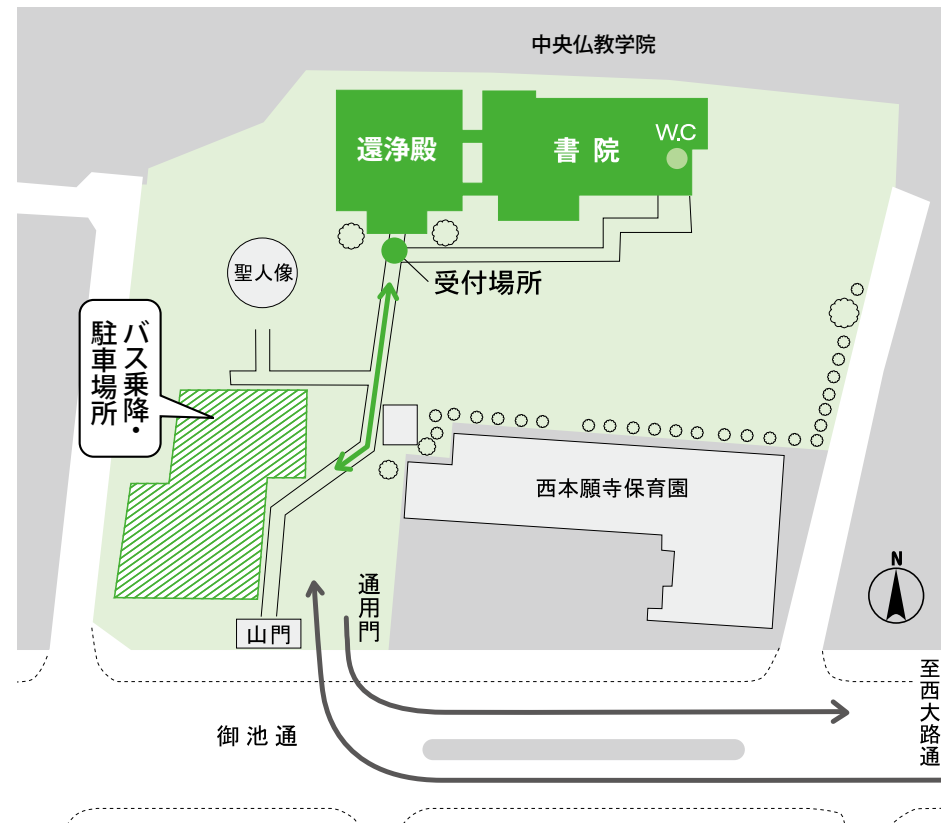 中央仏教学院
還浄殿
書院
W.C
聖人像
受付場所
バス乗降・
駐車場所
西本願寺保育園
N
通用門
山門
至西大路通
御池通